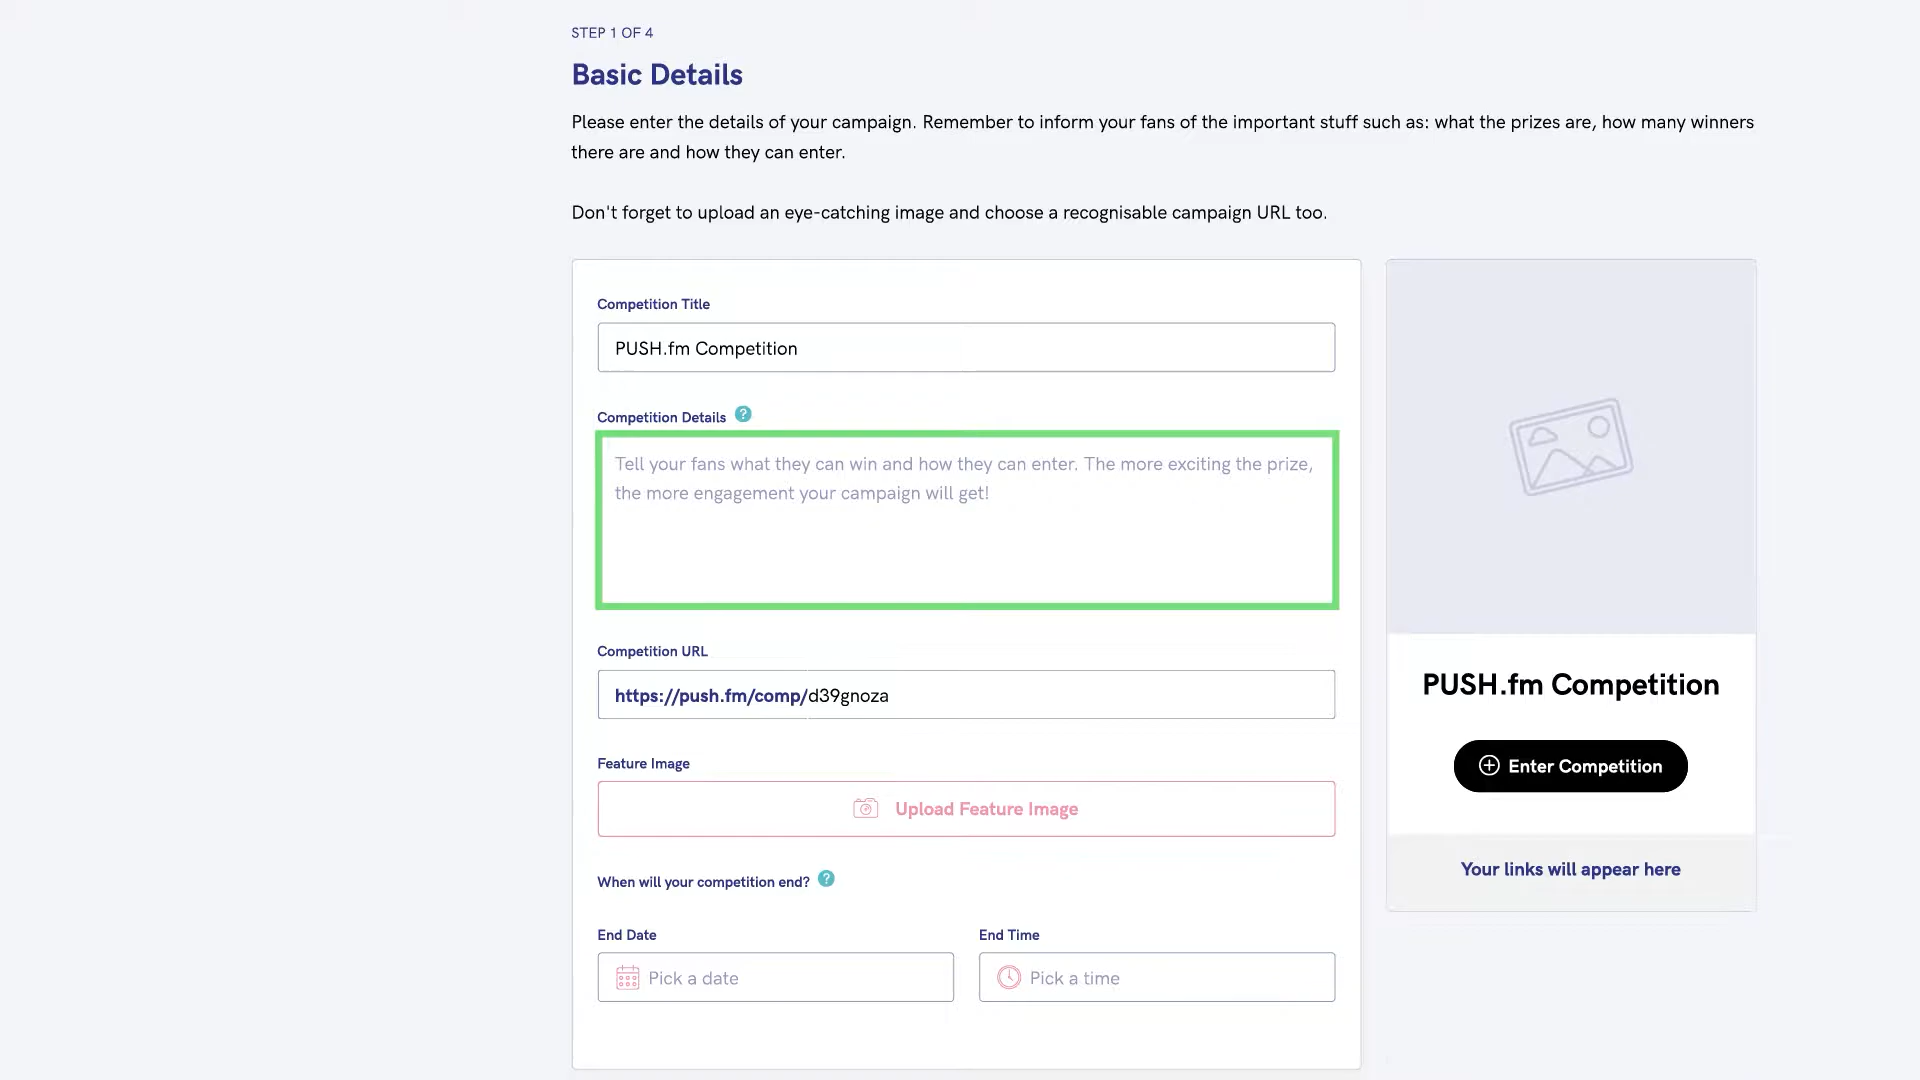 STEP 1 OF 4
Basic Details
Please enter the details of your campaign. Remember to inform your fans of the important stuff such as: what the prizes are, how many winners
there are and how they can enter.
Don't forget to upload an eye-catching image and choose a recognisable campaign URL too.
Competition Title
PUSH.fm Competition
Competition Details ?
Tell your fans what they can win and how they can enter. The more exciting the prize,
the more engagement your campaign will get!
Competition URL
https://push.fm/comp/d39gnoza
Feature Image
Upload Feature Image
When will your competition end? ?
End Date
End Time
Pick a date
Pick a time
PUSH.fm Competition
Enter Competition
Your links will appear here